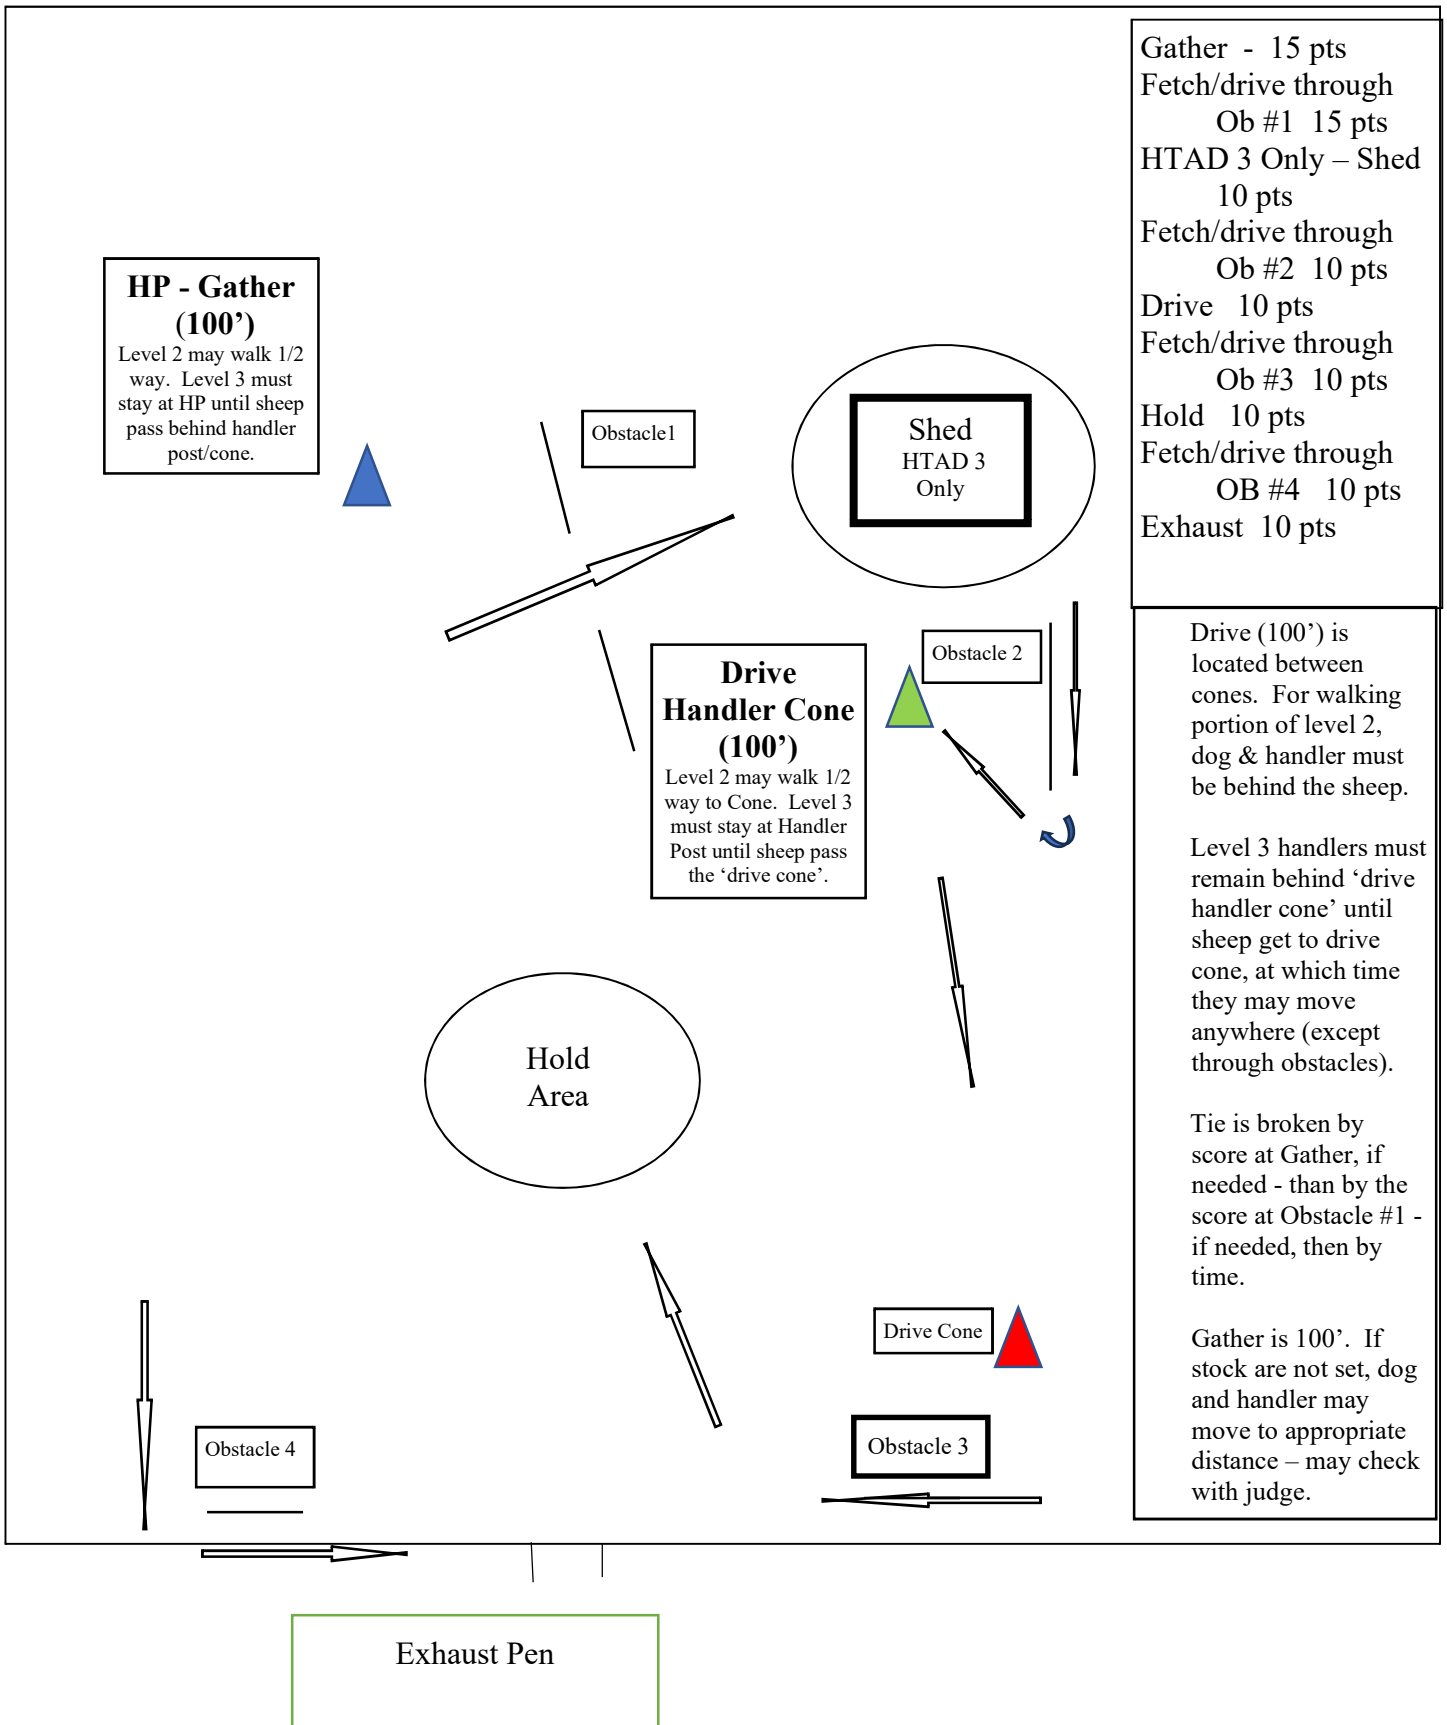 Gather - 15 pts
Fetch/drive through
Ob #1 15 pts
HTAD 3 Only – Shed
10 pts
Fetch/drive through
Ob #2 10 pts
Drive 10 pts
Fetch/drive through
Ob #3 10 pts
Hold 10 pts
Fetch/drive through
OB #4 10 pts
Exhaust 10 pts
HP - Gather
(100’)
Level 2 may walk 1/2
way. Level 3 must
stay at HP until sheep
pass behind handler
post/cone.
Obstacle1
Shed
HTAD 3
Only
Obstacle 2
Drive
Handler Cone
(100’)
Level 2 may walk 1/2
way to Cone. Level 3
must stay at Handler
Post until sheep pass
the ‘drive cone’.
Drive (100’) is
located between
cones. For walking
portion of level 2,
dog & handler must
be behind the sheep.
Level 3 handlers must
remain behind ‘drive
handler cone’ until
sheep get to drive
cone, at which time
they may move
anywhere (except
through obstacles).
Tie is broken by
score at Gather, if
needed - than by the
score at Obstacle #1 -
if needed, then by
time.
Gather is 100’. If
stock are not set, dog
and handler may
move to appropriate
distance – may check
with judge.
Hold
Area
Drive Cone
Obstacle 3
Obstacle 4
Exhaust Pen